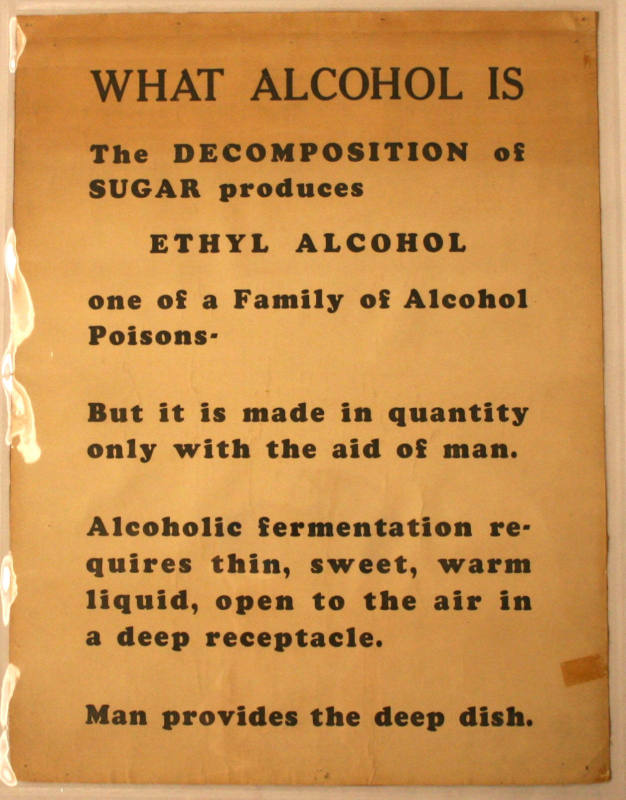 WHAT ALCOHOL IS
The DECOMPOSITION of
SUGAR produces
ETHYL ALCOHOL
one of a Family of Alcohol
Poisons-
But it is made in quantity
only with the aid of man.
Alcoholic fermentation re-
quires thin, sweet, warm
liquid, open to the air in
a deep receptacle.
Man provides the deep dish.